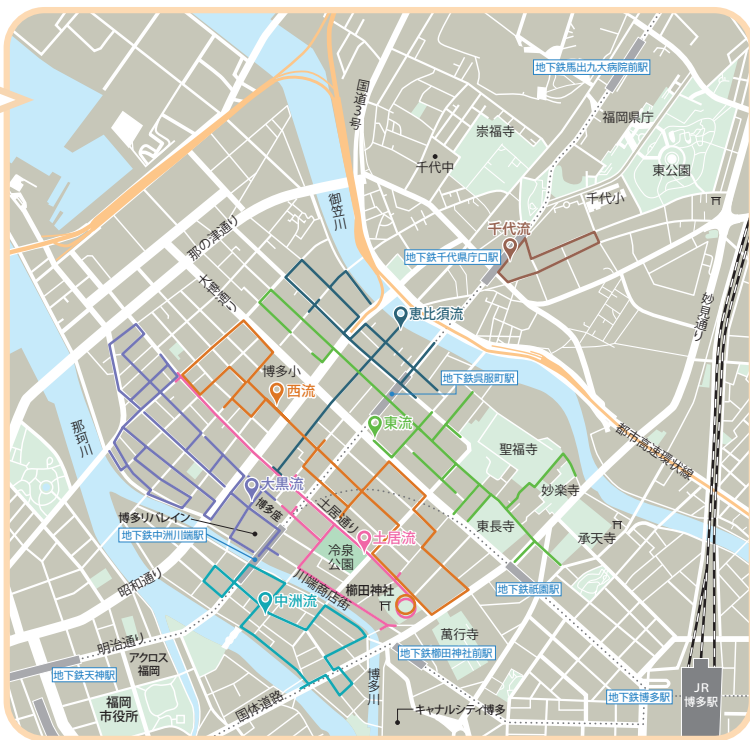 地下鉄馬出九大病院前駅
国道3号
福岡県庁
崇福寺
千代中
東公園
千代小
御笠川
千代流
那の津通り
地下鉄千代県庁口駅
大博通り
妙見通り
恵比須流
博多小
地下鉄呉服町駅
西流
東流
那珂川
都市高速環状線
聖福寺
大黒流
妙楽寺
博多座
土居通り
博多リバレイン
東長寺
地下鉄中洲川端駅
土居流
承天寺
冷泉
公園
昭和通り
川端商店街
櫛田神社
地下鉄祇園駅
中洲流
萬行寺
明治通り
地下鉄櫛田神社前駅
アクロス
福岡
地下鉄天神駅
博多川
JR
博多駅
地下鉄博多駅
福岡
市役所
国体道路
キャナルシティ博多